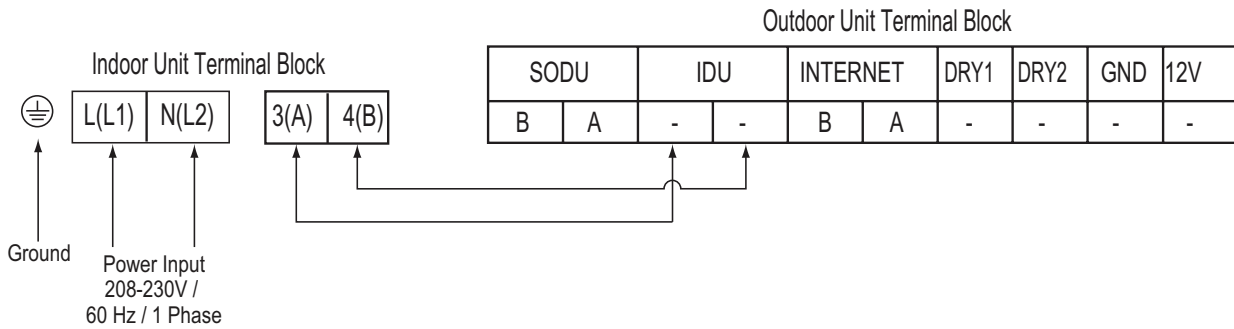 Outdoor Unit Terminal Block
Indoor Unit Terminal Block
SODU IDU INTERNET DRY1 DRY2 GND 12V
L(L1) N(L2) 3(A) 4(B)
B A - - B A - - - -
Ground
Power Input
208-230V /
60 Hz / 1 Phase